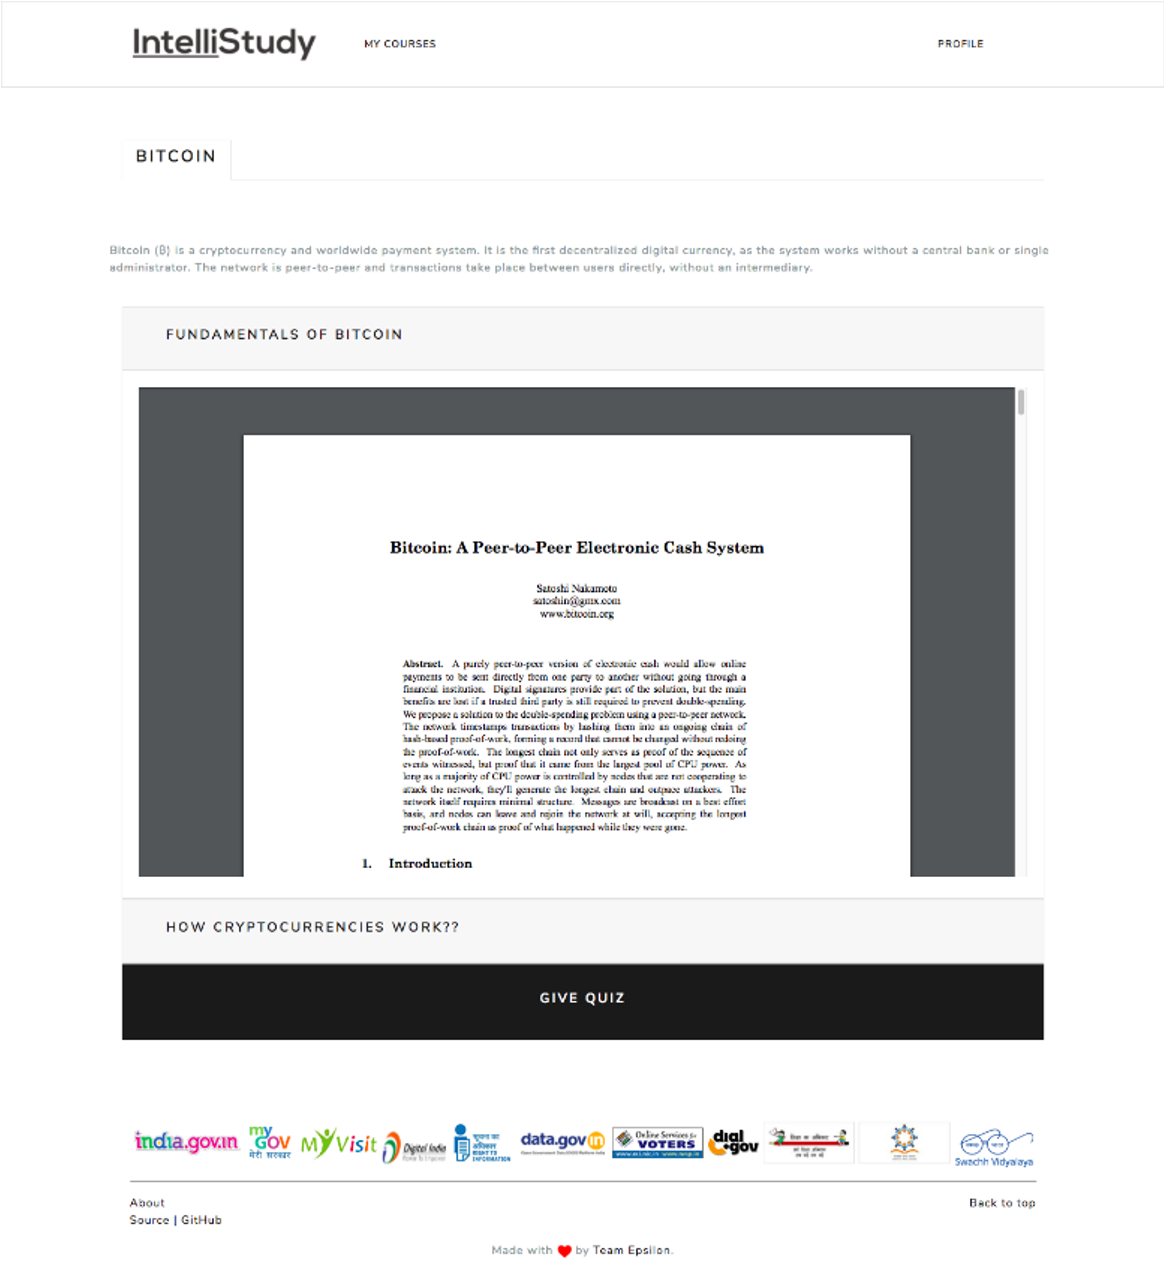 IntelliStudy MY COURSES PROFILE
BITCOIN
Bitcoin (₿) is a cryptocurrency and worldwide payment system. It is the first decentralized digital currency, as the system works without a central bank or single
administrator. The network is peer-to-peer and transactions take place between users directly, without an intermediary.
FUNDAMENTALS OF BITCOIN
Bitcoin: A Peer-to-Peer Electronic Cash System
Satoshi Nakamoto
satoshin@gmx.com
www.bitcoin.org
Abstract. A purely peer-to-peer version of electronic cash would allow online
payments to be sent directly from one party to another without going through a
financial institution. Digital signatures provide part of the solution, but the main
benefits are lost if a trusted third party is still required to prevent double-spending.
We propose a solution to the double-spending problem using a peer-to-peer network.
The network timestamps transactions by hashing them into an ongoing chain of
hash-based proof-of-work, forming a record that cannot be changed without redoing
the proof-of-work. The longest chain not only serves as proof of the sequence of
events witnessed, but proof that it came from the largest pool of CPU power. As
long as a majority of CPU power is controlled by nodes that are not cooperating to
attack the network, they'll generate the longest chain and outpace attackers. The
network itself requires minimal structure. Messages are broadcast on a best effort
basis, and nodes can leave and rejoin the network at will, accepting the longest
proof-of-work chain as proof of what happened while they were gone.
1. Introduction
HOW CRYPTOCURRENCIES WORK??
GIVE QUIZ
india.gov.in
my
GOV
मेरी सरकार
MyVisit
Digital India
Power To Empower
सूचना का
अधिकार
RIGHT TO
INFORMATION
data.gov in
Online Services for
VOTERS
dial
.gov
Swachh Vidyalaya
About Back to top
Source | GitHub
Made with ❤ by Team Epsilon.